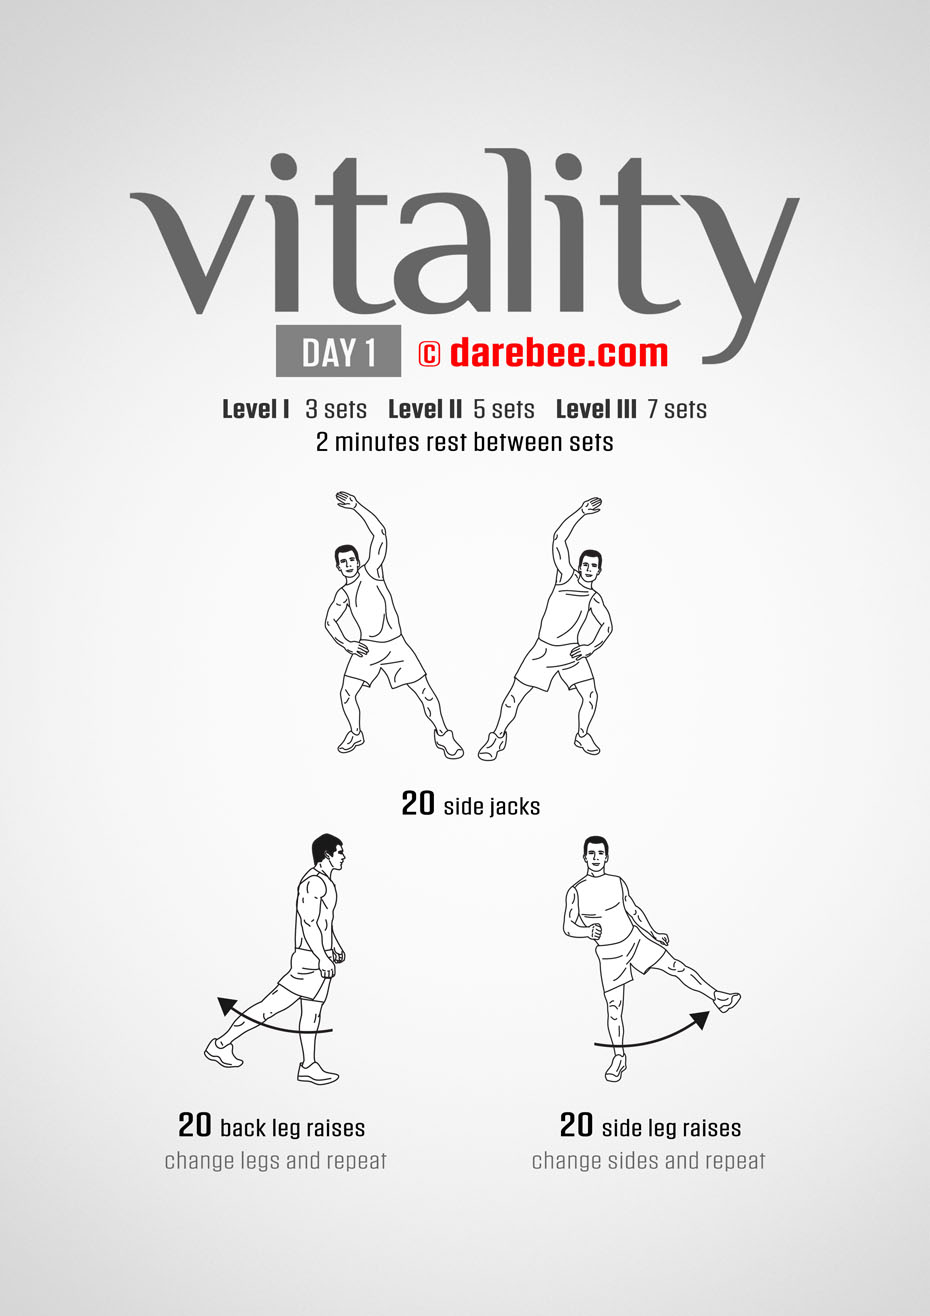 vitality
DAY 1 © darebee.com
Level I 3 sets Level II 5 sets Level III 7 sets
2 minutes rest between sets
20 side jacks
20 back leg raises
change legs and repeat
20 side leg raises
change sides and repeat